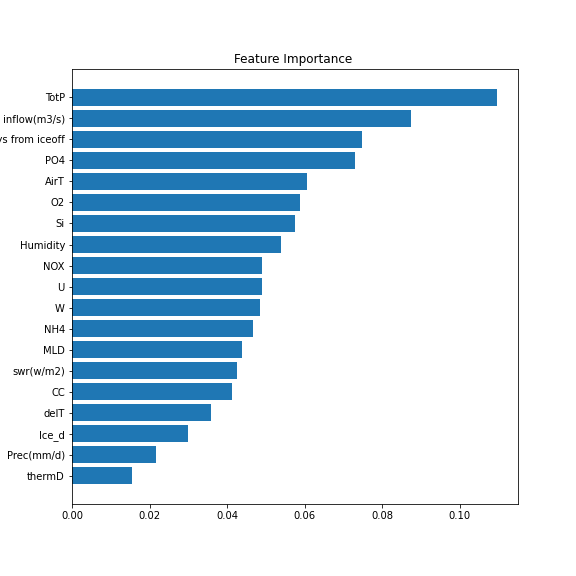 Feature Importance
TotP
inflow(m3/s)
from iceoff
PO4
AirT
O2
Si
Humidity
NOX
U
W
NH4
MLD
swr(w/m2)
CC
delT
Ice_d
Prec(mm/d)
thermD
0.00 0.02 0.04 0.06 0.08 0.10